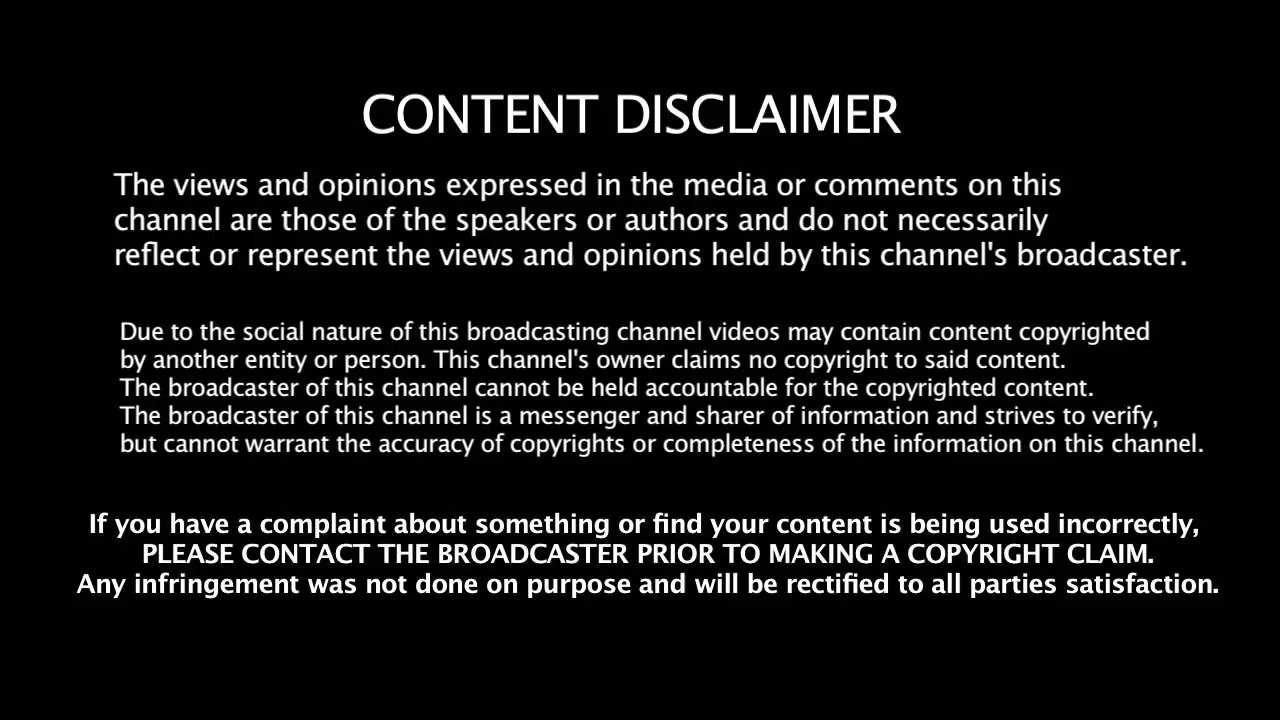 CONTENT DISCLAIMER
The views and opinions expressed in the media or comments on this
channel are those of the speakers or authors and do not necessarily
reflect or represent the views and opinions held by this channel's broadcaster.
Due to the social nature of this broadcasting channel videos may contain content copyrighted
by another entity or person. This channel's owner claims no copyright to said content.
The broadcaster of this channel cannot be held accountable for the copyrighted content.
The broadcaster of this channel is a messenger and sharer of information and strives to verify,
but cannot warrant the accuracy of copyrights or completeness of the information on this channel.
If you have a complaint about something or find your content is being used incorrectly,
PLEASE CONTACT THE BROADCASTER PRIOR TO MAKING A COPYRIGHT CLAIM.
Any infringement was not done on purpose and will be rectified to all parties satisfaction.